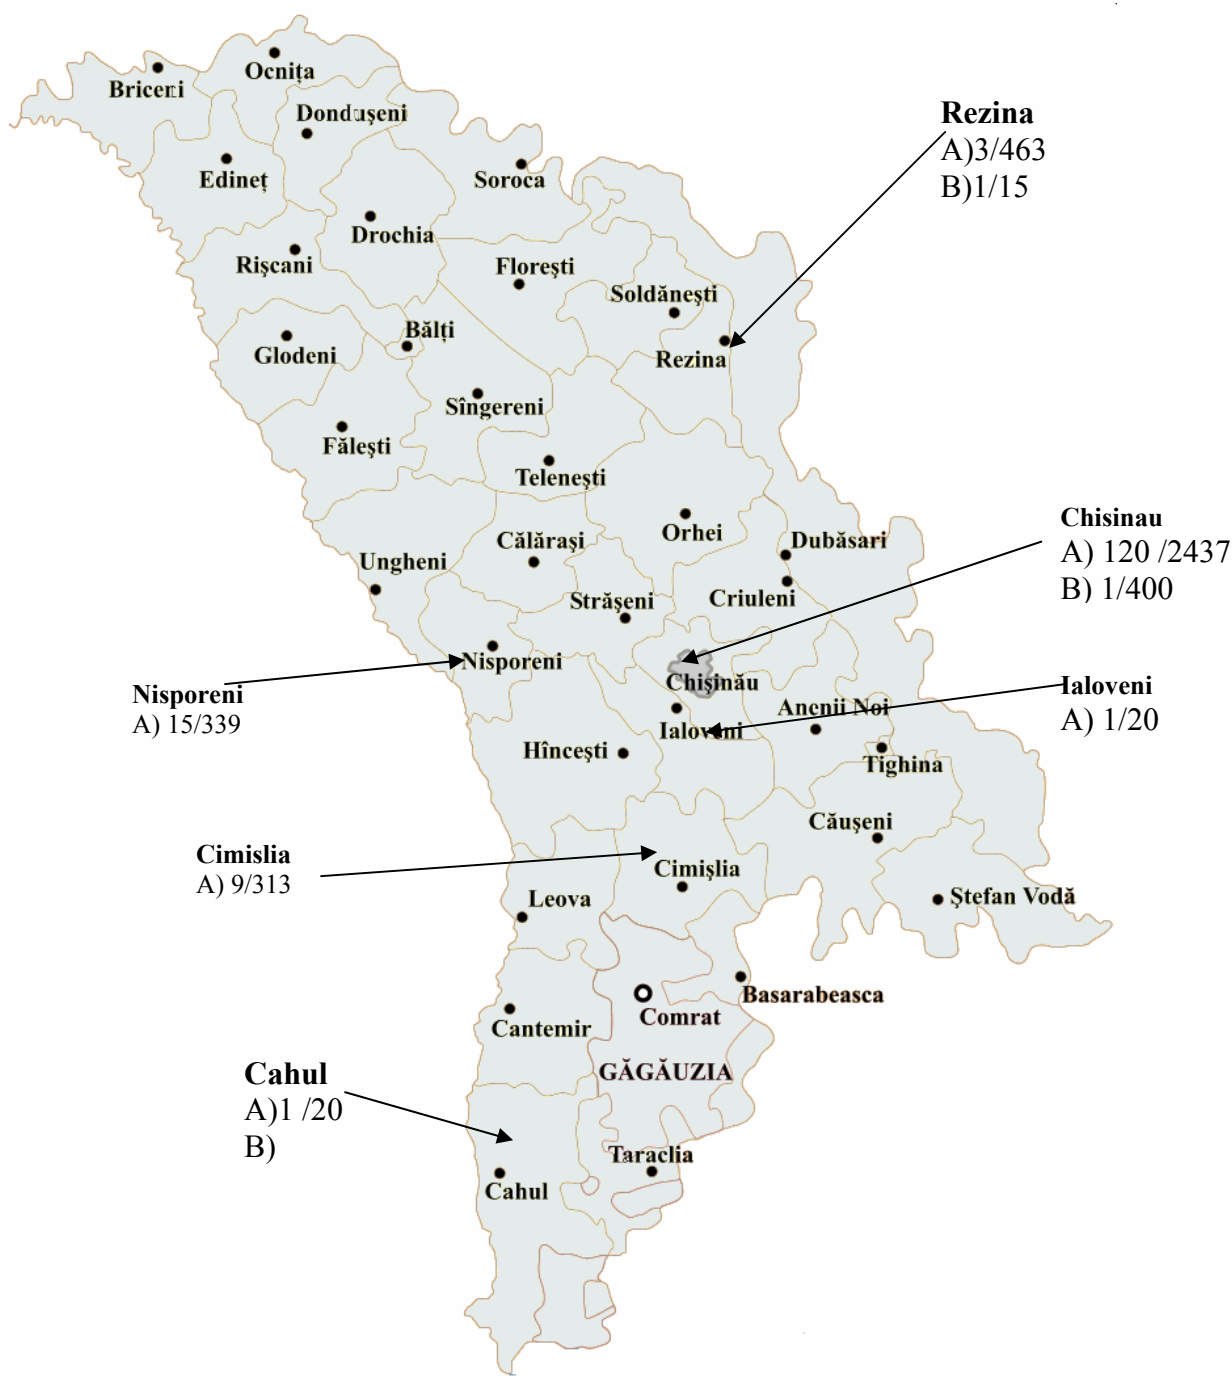 Ocnița
Briceni
Dondușeni
Rezina
A)3/463
B)1/15
Edineț
Soroca
Drochia
Rișcani
Florești
Soldănești
Bălți
Glodeni
Rezina
Sîngereni
Fălești
Telenești
Orhei
Chisinau
A) 120 /2437
B) 1/400
Călărași
Dubăsari
Ungheni
Strășeni
Criuleni
Nisporeni
Chișinău
Nisporeni
A) 15/339
Ialoveni
A) 1/20
Anenii Noi
Ialoveni
Hîncești
Tighina
Căușeni
Cimislia
A) 9/313
Cimișlia
Leova
Ștefan Vodă
Basarabeasca
Comrat
Cantemir
GĂGĂUZIA
Cahul
A)1 /20
B)
Taraclia
Cahul